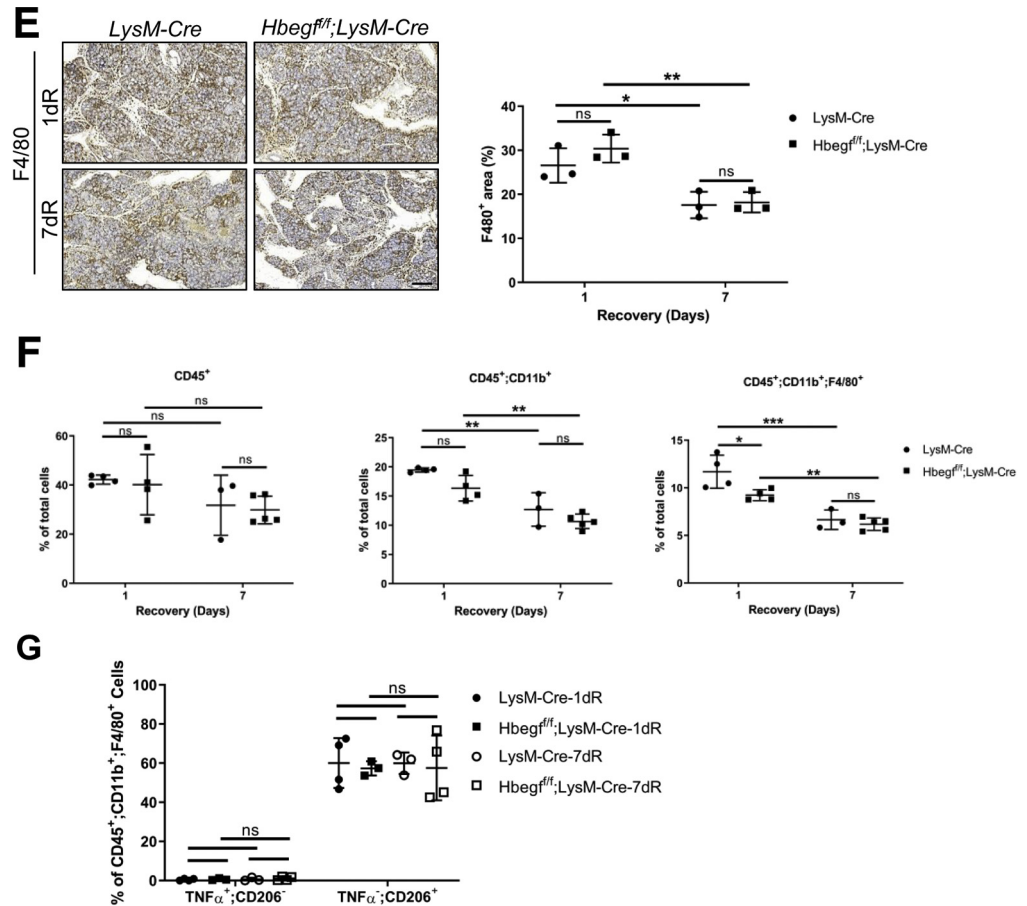 E
LysM-Cre
Hbegf^f/f;LysM-Cre
F4/80
1dR
7dR
**
*
ns
ns
40
30
20
10
0
F480⁺ area (%)
1
7
Recovery (Days)
LysM-Cre
Hbegf^f/f;LysM-Cre
F
CD45⁺
ns
ns
ns
ns
60
40
20
0
% of total cells
1
7
Recovery (Days)
CD45⁺;CD11b⁺
**
**
ns
ns
25
20
15
10
5
0
% of total cells
1
7
Recovery (Days)
CD45⁺;CD11b⁺;F4/80⁺
***
*
**
ns
15
10
5
0
% of total cells
1
7
Recovery (Days)
LysM-Cre
Hbegf^f/f;LysM-Cre
G
% of CD45⁺;CD11b⁺;F4/80⁺ Cells
100
80
60
40
20
0
ns
ns
TNFα⁺;CD206⁻
TNFα⁻;CD206⁺
LysM-Cre-1dR
Hbegf^f/f;LysM-Cre-1dR
LysM-Cre-7dR
Hbegf^f/f;LysM-Cre-7dR